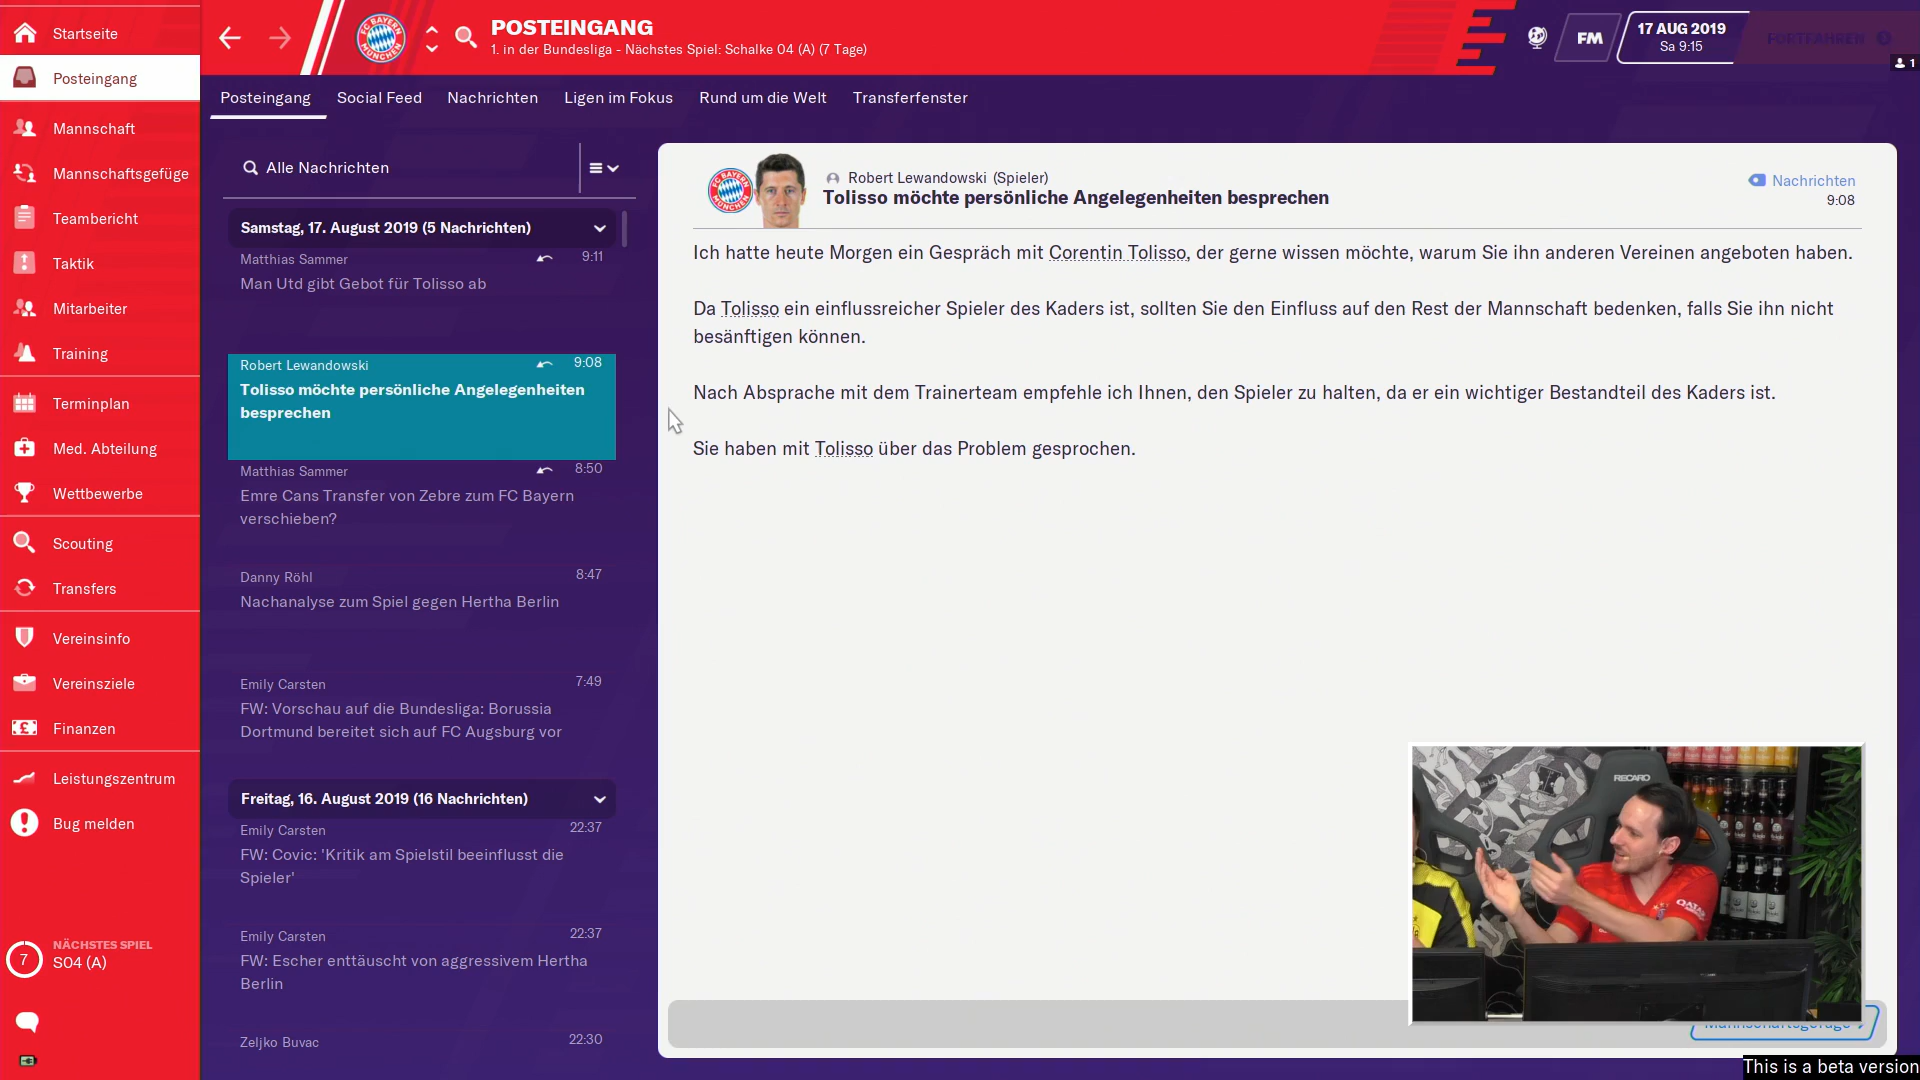 Startseite
Posteingang
Mannschaft
Mannschaftsgefüge
Teambericht
Taktik
Mitarbeiter
Training
Terminplan
Med. Abteilung
Wettbewerbe
Scouting
Transfers
Vereinsinfo
Vereinsziele
Finanzen
Leistungszentrum
Bug melden
7
NÄCHSTES SPIEL
S04 (A)
POSTEINGANG
1. in der Bundesliga - Nächstes Spiel: Schalke 04 (A) (7 Tage)
FM
17 AUG 2019
Sa 9:15
FORTFAHREN
1
Posteingang Social Feed Nachrichten Ligen im Fokus Rund um die Welt Transferfenster
Alle Nachrichten
Samstag, 17. August 2019 (5 Nachrichten)
Matthias Sammer 9:11
Man Utd gibt Gebot für Tolisso ab
Robert Lewandowski 9:08
Tolisso möchte persönliche Angelegenheiten
besprechen
Matthias Sammer 8:50
Emre Cans Transfer von Zebre zum FC Bayern
verschieben?
Danny Röhl 8:47
Nachanalyse zum Spiel gegen Hertha Berlin
Emily Carsten 7:49
FW: Vorschau auf die Bundesliga: Borussia
Dortmund bereitet sich auf FC Augsburg vor
Freitag, 16. August 2019 (16 Nachrichten)
Emily Carsten 22:37
FW: Covic: 'Kritik am Spielstil beeinflusst die
Spieler'
Emily Carsten 22:37
FW: Escher enttäuscht von aggressivem Hertha
Berlin
Zeljko Buvac 22:30
FC BAYERN MÜNCHEN
Robert Lewandowski (Spieler)
Tolisso möchte persönliche Angelegenheiten besprechen
Nachrichten
9:08
Ich hatte heute Morgen ein Gespräch mit Corentin Tolisso, der gerne wissen möchte, warum Sie ihn anderen Vereinen angeboten haben.
Da Tolisso ein einflussreicher Spieler des Kaders ist, sollten Sie den Einfluss auf den Rest der Mannschaft bedenken, falls Sie ihn nicht
besänftigen können.
Nach Absprache mit dem Trainerteam empfehle ich Ihnen, den Spieler zu halten, da er ein wichtiger Bestandteil des Kaders ist.
Sie haben mit Tolisso über das Problem gesprochen.
RECARO
QATAR
Mannschaftsgefüge
This is a beta version